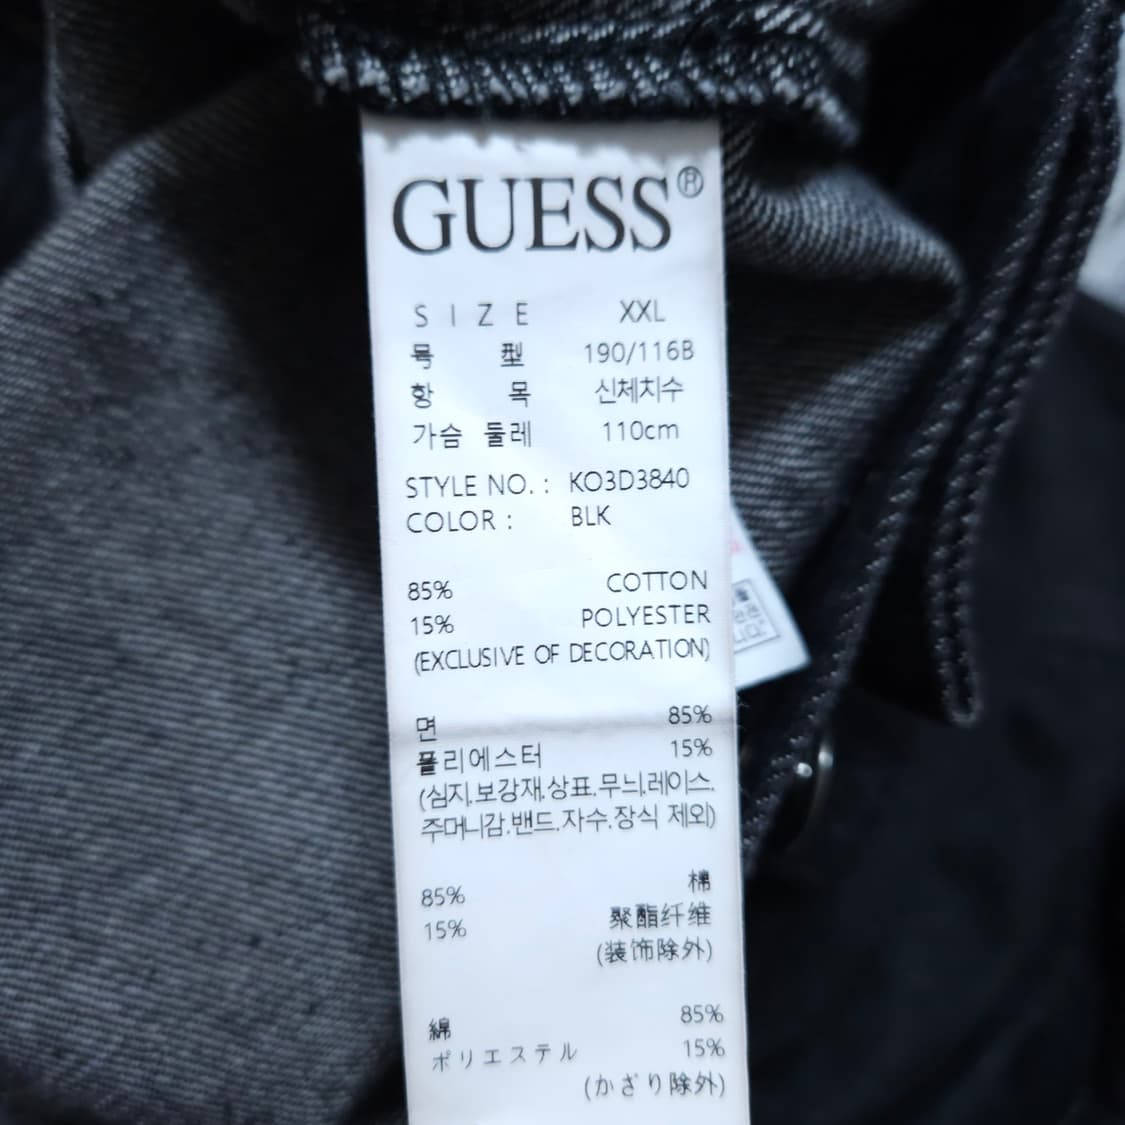 GUESS®
SIZE XXL
号 型 190/116B
항 목 신체치수
가슴 둘레 110cm
STYLE NO. : KO3D3840
COLOR : BLK
85% COTTON
15% POLYESTER
(EXCLUSIVE OF DECORATION)
면 85%
폴리에스터 15%
(심지.보강재.상표.무늬.레이스.
주머니감.밴드.자수.장식 제외)
85% 棉
15% 聚酯纤维
(装饰除外)
綿 85%
ポリエステル 15%
(かざり除外)